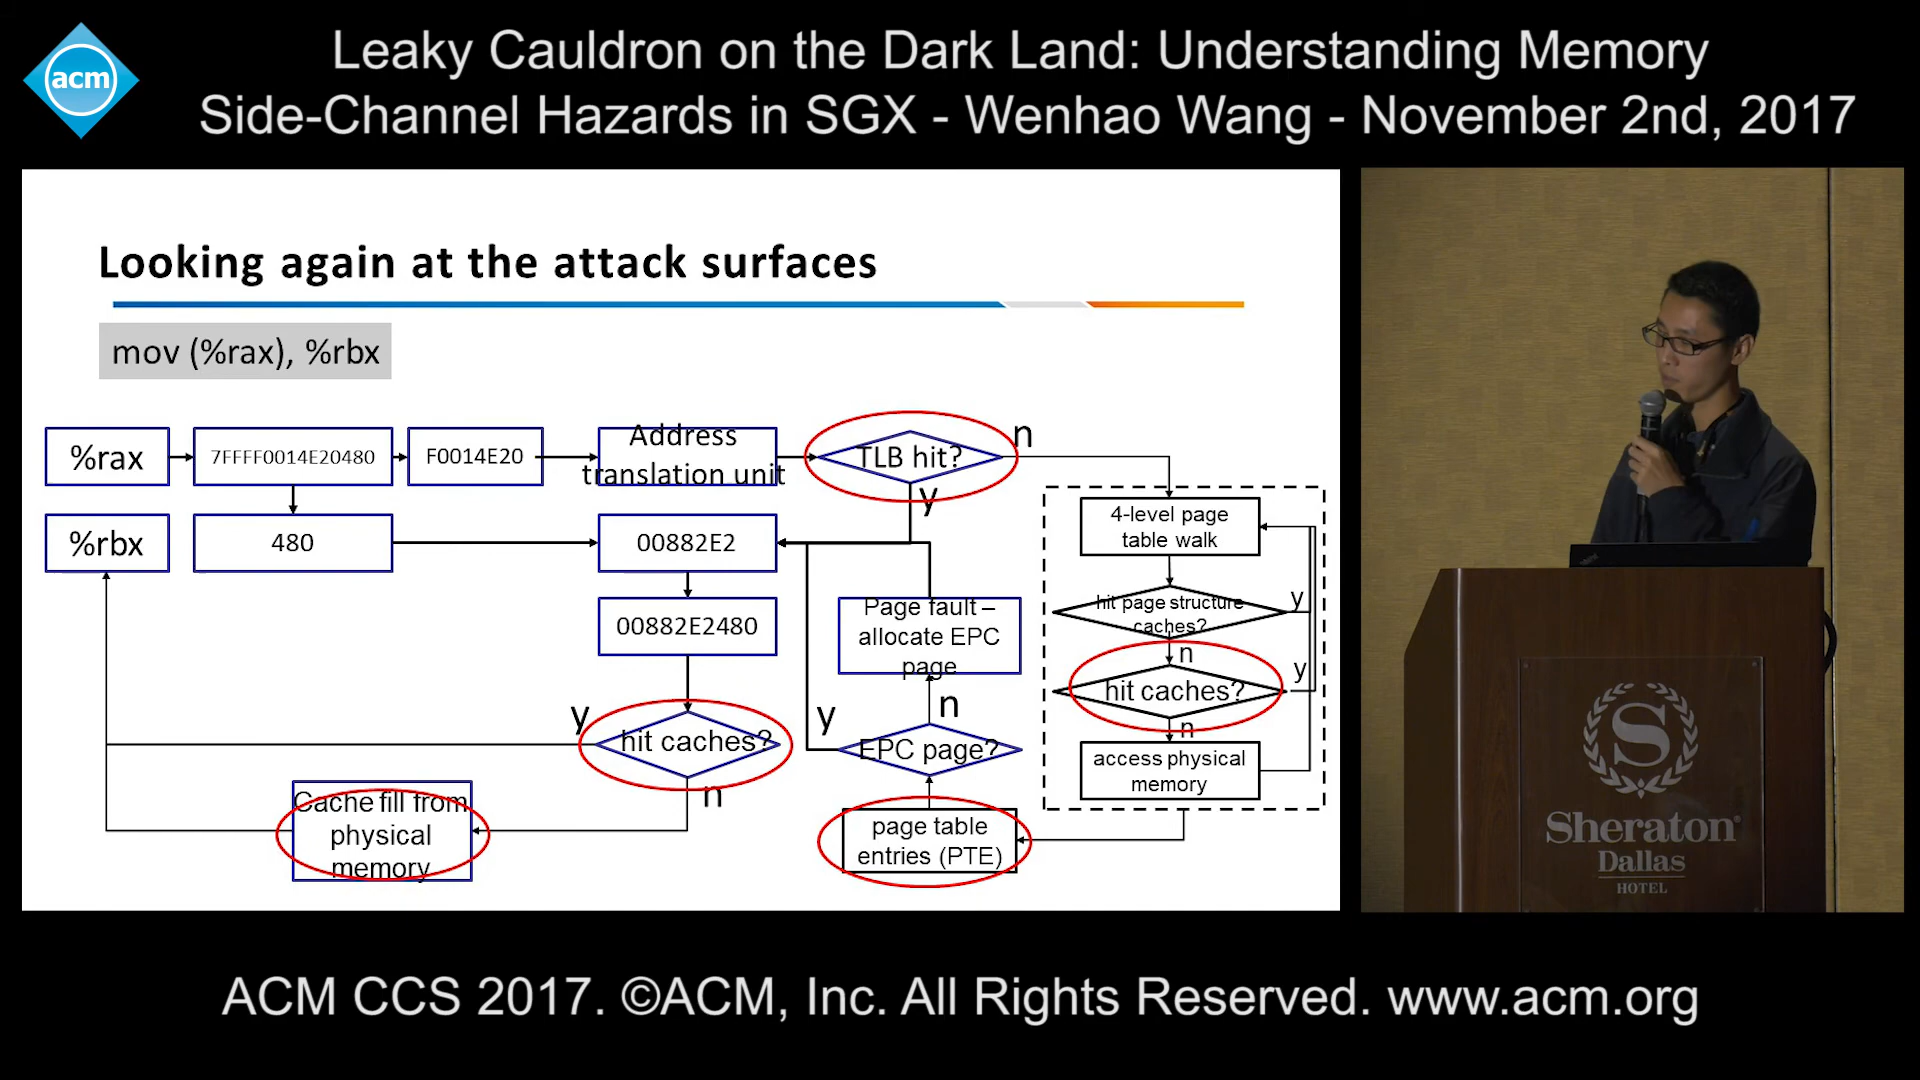 acm
Leaky Cauldron on the Dark Land: Understanding Memory
Side-Channel Hazards in SGX - Wenhao Wang - November 2nd, 2017
Looking again at the attack surfaces
mov (%rax), %rbx
%rax
7FFFF0014E20480
F0014E20
Address
translation unit
TLB hit?
n
y
%rbx
480
00882E2
4-level page
table walk
hit page structure
caches?
y
n
00882E2480
Page fault –
allocate EPC
page
hit caches?
y
n
y
hit caches?
n
y
EPC page?
n
access physical
memory
Cache fill from
physical
memory
page table
entries (PTE)
S
Sheraton
Dallas
HOTEL
ACM CCS 2017. ©ACM, Inc. All Rights Reserved. www.acm.org